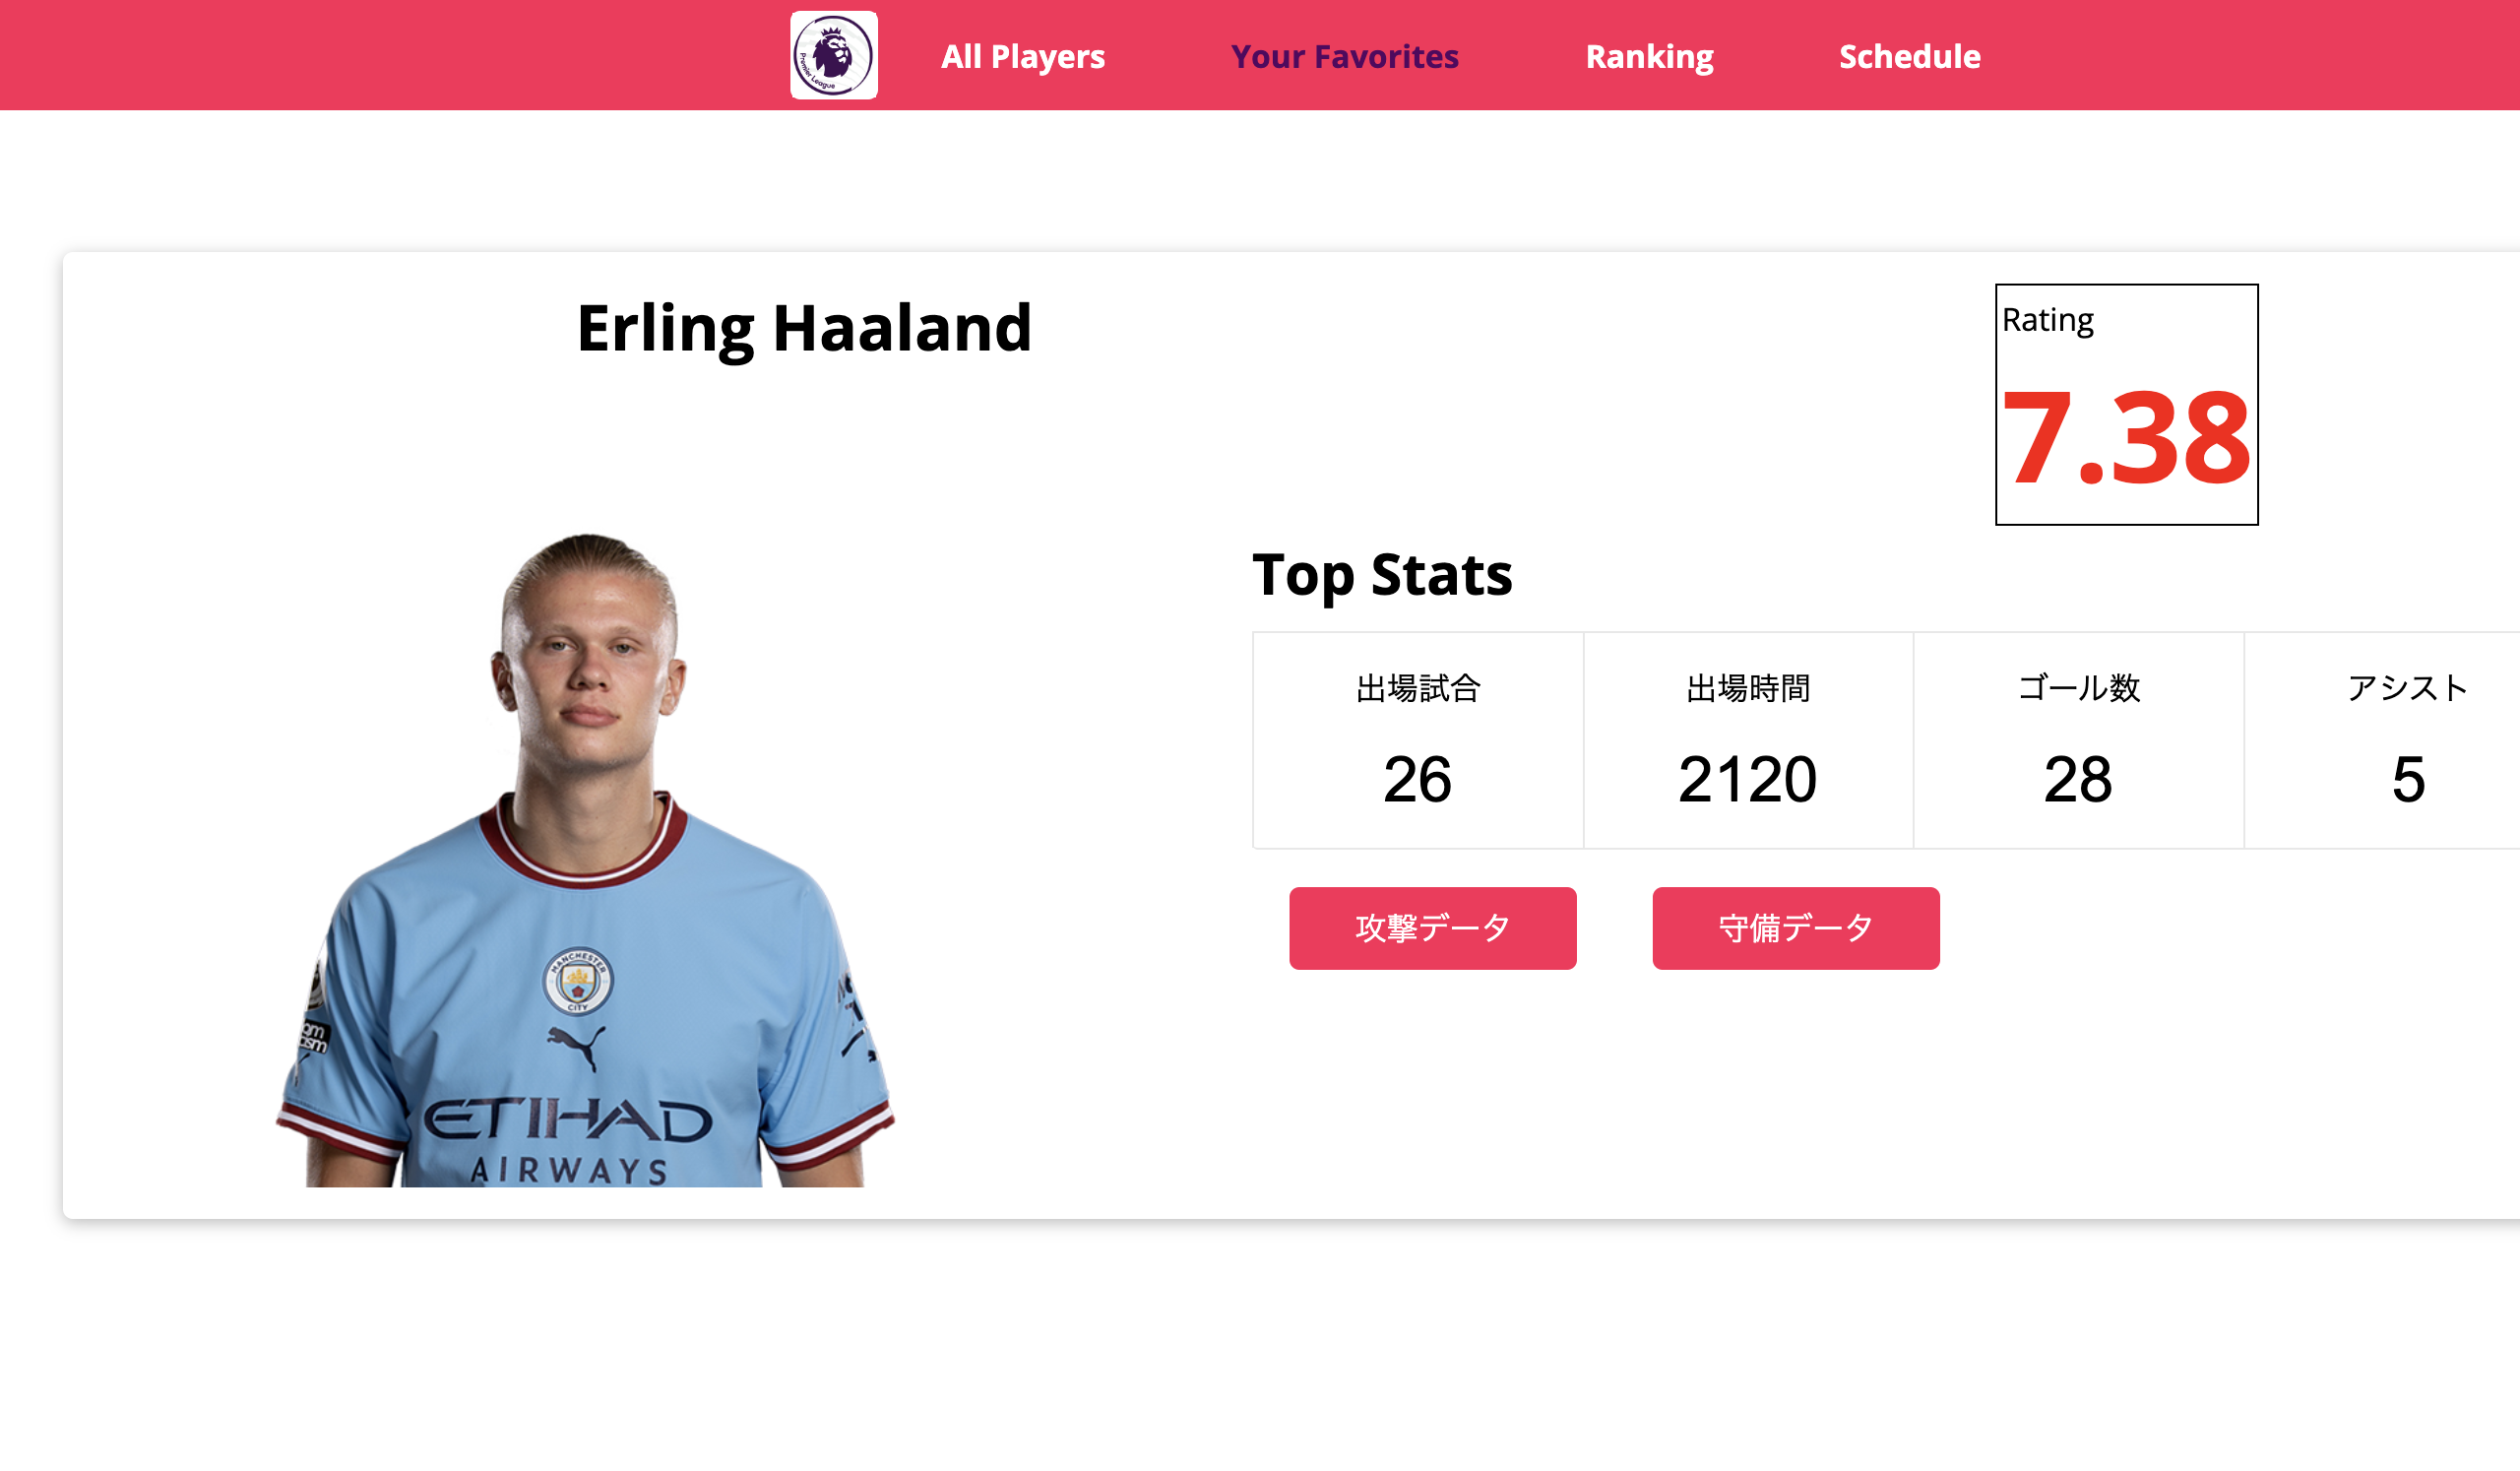 Premier League
All Players
Your Favorites
Ranking
Schedule
Erling Haaland
Rating
7.38
Top Stats
出場試合
出場時間
ゴール数
アシスト
26
2120
28
5
攻撃データ
守備データ
MANCHESTER
CITY
ETIHAD
AIRWAYS